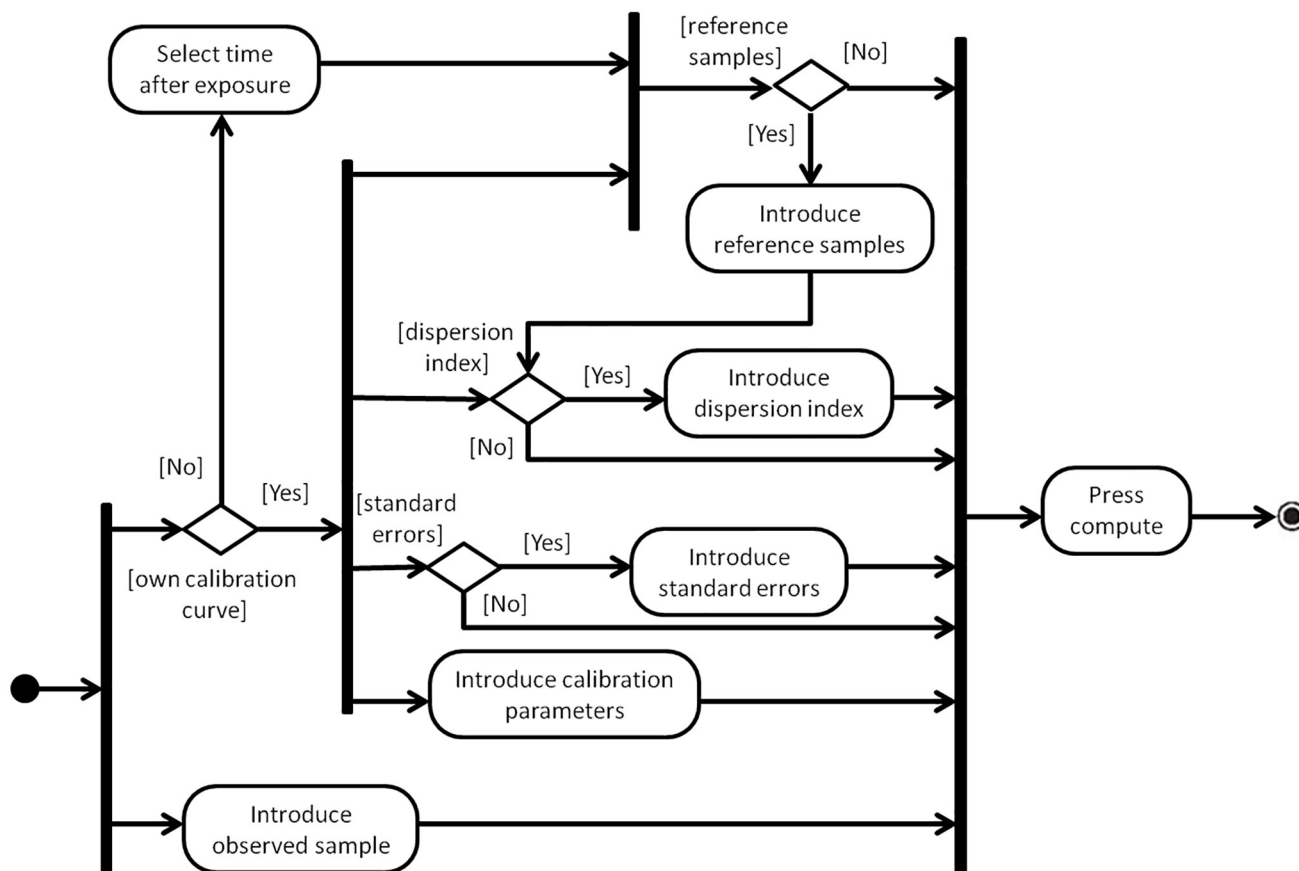 Select time
after exposure
[reference
samples]
[No]
[Yes]
Introduce
reference samples
[dispersion
index]
[Yes]
Introduce
dispersion index
[No]
[No]
[Yes]
[own calibration
curve]
[standard
errors]
[Yes]
Introduce
standard errors
[No]
Introduce calibration
parameters
Introduce
observed sample
Press
compute